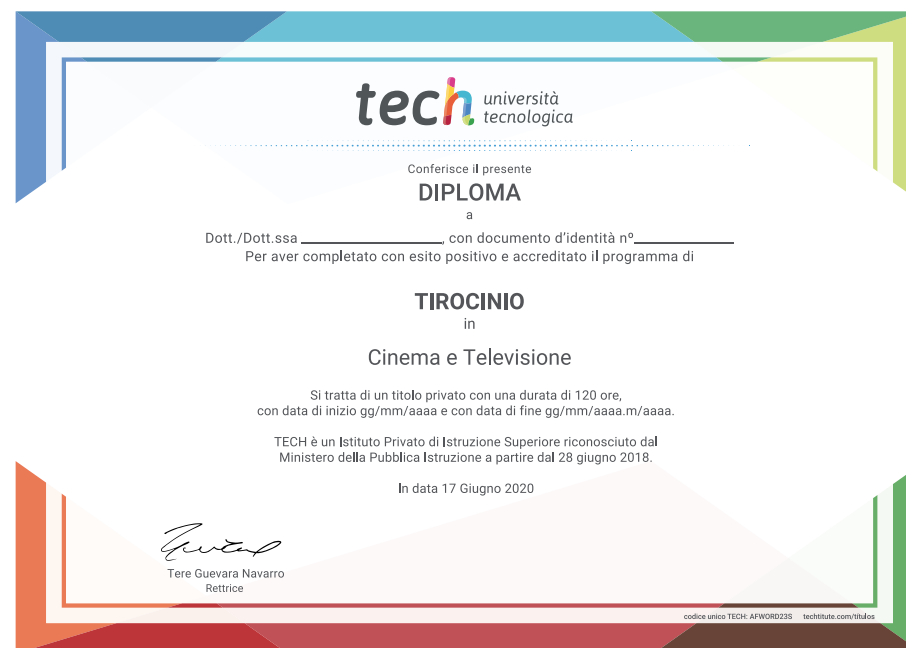 tech università
tecnologica
Conferisce il presente
DIPLOMA
a
Dott./Dott.ssa ____________________, con documento d'identità nº______________
Per aver completato con esito positivo e accreditato il programma di
TIROCINIO
in
Cinema e Televisione
Si tratta di un titolo privato con una durata di 120 ore,
con data di inizio gg/mm/aaaa e con data di fine gg/mm/aaaa.m/aaaa.
TECH è un Istituto Privato di Istruzione Superiore riconosciuto dal
Ministero della Pubblica Istruzione a partire dal 28 giugno 2018.
In data 17 Giugno 2020
Tere Guevara Navarro
Rettrice
codice unico TECH: AFWORD23S techtitute.com/titulos